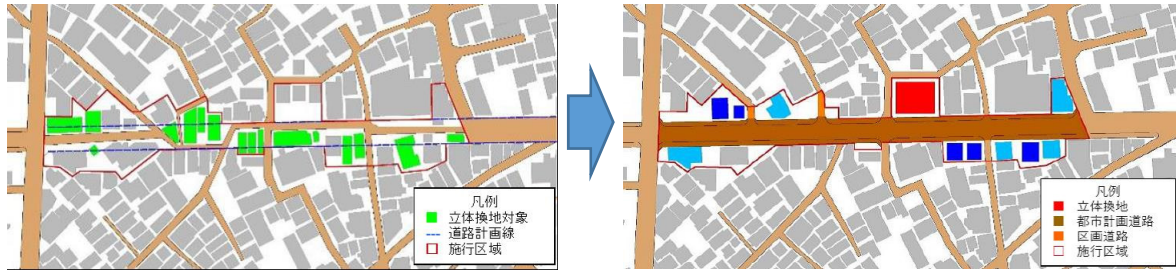 凡例
立体換地対象
道路計画線
施行区域
凡例
立体換地
都市計画道路
区画道路
施行区域